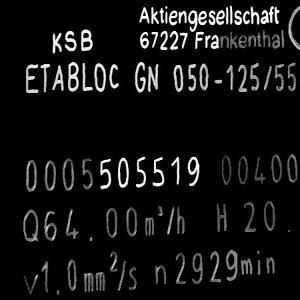 Aktiengesellschaft
KSB 67227 Frankenthal
ETABLOC GN 050-125/55
0005505519 00400
Q64.00m³/h H 20.
v1.0mm²/s n2929min